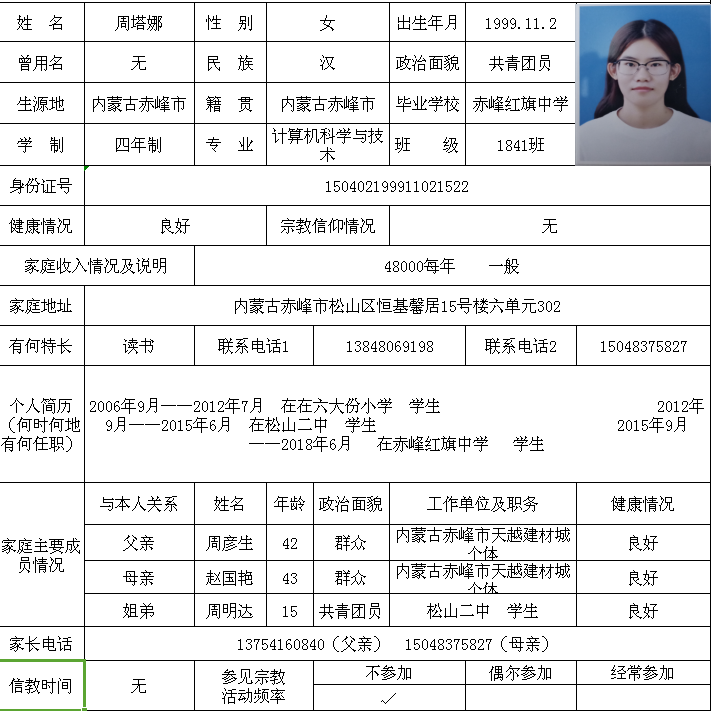 姓 名 周塔娜 性 别 女 出生年月 1999.11.2
曾用名 无 民 族 汉 政治面貌 共青团员
生源地 内蒙古赤峰市 籍 贯 内蒙古赤峰市 毕业学校 赤峰红旗中学
学 制 四年制 专 业 计算机科学与技术 班 级 1841班
身份证号 150402199911021522
健康情况 良好 宗教信仰情况 无
家庭收入情况及说明 48000每年 一般
家庭地址 内蒙古赤峰市松山区恒基馨居15号楼六单元302
有何特长 读书 联系电话1 13848069198 联系电话2 15048375827
个人简历
（何时何地
有何任职）
2006年9月——2012年7月 在在六大份小学 学生 2012年
9月——2015年6月 在松山二中 学生 2015年9月
——2018年6月 在赤峰红旗中学 学生
家庭主要成
员情况
与本人关系 姓名 年龄 政治面貌 工作单位及职务 健康情况
父亲 周彦生 42 群众 内蒙古赤峰市天越建材城个体 良好
母亲 赵国艳 43 群众 内蒙古赤峰市天越建材城个体 良好
姐弟 周明达 15 共青团员 松山二中 学生 良好
家长电话 13754160840（父亲） 15048375827（母亲）
信教时间 无 参见宗教活动频率 不参加 偶尔参加 经常参加
✓